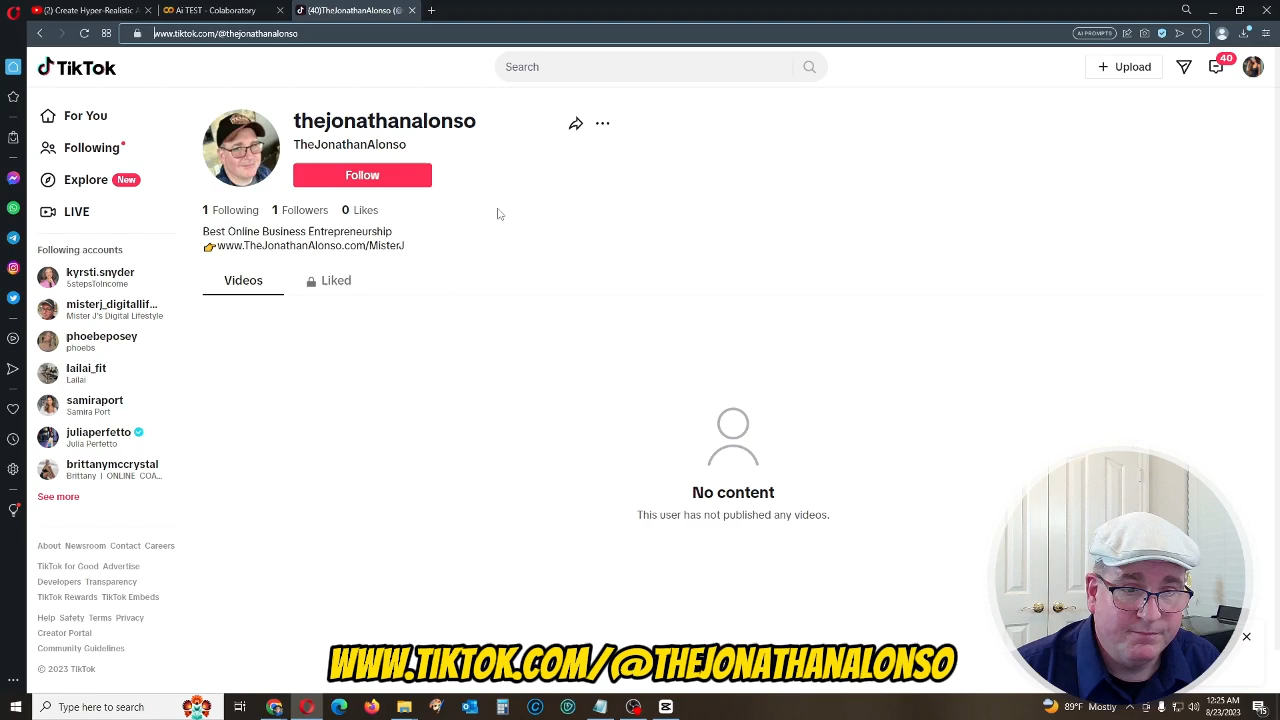 (2) Create Hyper-Realistic A
Ai TEST - Colaboratory
(40)TheJonathanAlonso (@
www.tiktok.com/@thejonathanalonso
AI PROMPTS
TikTok
Search
Upload
40
For You
Following
Explore New
LIVE
Following accounts
kyrsti.snyder
5stepsToIncome
misterj_digitallif...
Mister J's Digital Lifestyle
phoebeposey
phoebs
lailai_fit
Lailai
samiraport
Samira Port
juliaperfetto
Julia Perfetto
brittanymccrystal
Brittany | ONLINE COA...
See more
About Newsroom Contact Careers
TikTok for Good Advertise
Developers Transparency
TikTok Rewards TikTok Embeds
Help Safety Terms Privacy
Creator Portal
Community Guidelines
© 2023 TikTok
thejonathanalonso
TheJonathanAlonso
Follow
1 Following 1 Followers 0 Likes
Best Online Business Entrepreneurship
👉www.TheJonathanAlonso.com/MisterJ
Videos
Liked
No content
This user has not published any videos.
WWW.TIKTOK.COM/@THEJONATHANALONSO
Type here to search
89°F Mostly clear
12:25 AM
8/23/2023